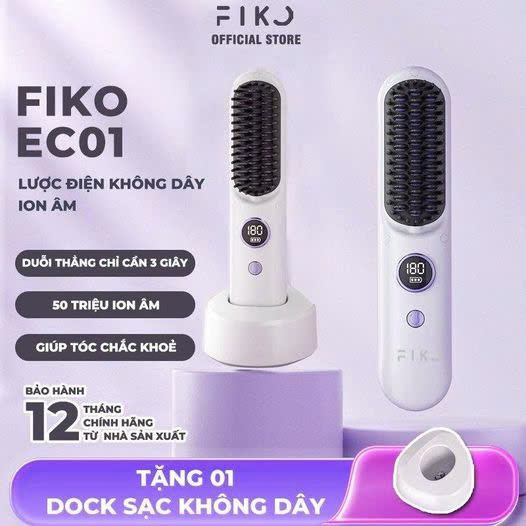 FIKO
OFFICIAL STORE
FIKO
EC01
LƯỢC ĐIỆN KHÔNG DÂY
ION ÂM
DUỖI THẲNG CHỈ CẦN 3 GIÂY
50 TRIỆU ION ÂM
GIÚP TÓC CHẮC KHOẺ
BẢO HÀNH
12 THÁNG
CHÍNH HÃNG
TỪ NHÀ SẢN XUẤT
180
180
FIKO
TẶNG 01
DOCK SẠC KHÔNG DÂY